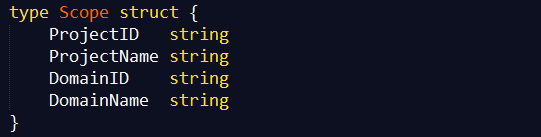 type Scope struct {
    ProjectID   string
    ProjectName string
    DomainID    string
    DomainName  string
}